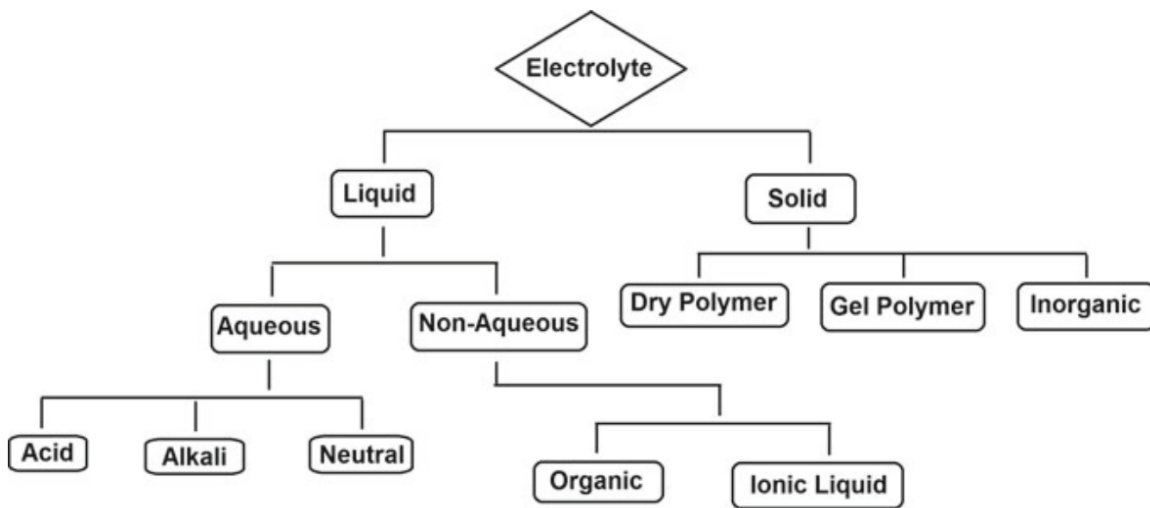 Electrolyte
Liquid
Solid
Aqueous
Non-Aqueous
Dry Polymer
Gel Polymer
Inorganic
Acid
Alkali
Neutral
Organic
Ionic Liquid